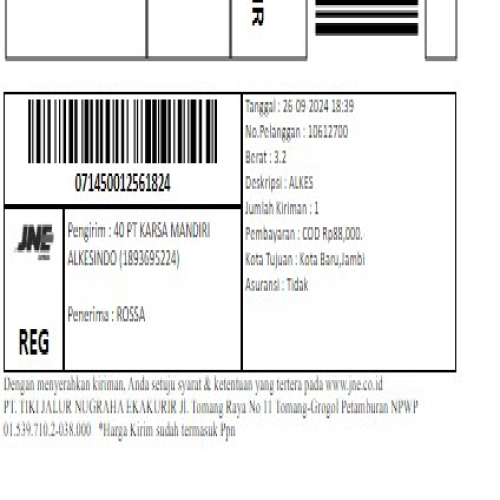 IR
071450012561824
JNE
EXPRESS
REG
Pengirim : 40 PT KARSA MANDIRI
ALKESINDO (1893695224)
Penerima : ROSSA
Tanggal : 26 09 2024 18:39
No.Pelanggan : 10612700
Berat : 3.2
Deskripsi : ALKES
Jumlah Kiriman : 1
Pembayaran : COD Rp88,000.
Kota Tujuan : Kota Baru,Jambi
Asuransi : Tidak
Dengan menyerahkan kiriman, Anda setuju syarat & ketentuan yang tertera pada www.jne.co.id
PT. TIKI JALUR NUGRAHA EKAKURIR Jl. Tomang Raya No 11 Tomang-Grogol Petamburan NPWP
01.539.710.2-038.000 *Harga Kirim sudah termasuk Ppn